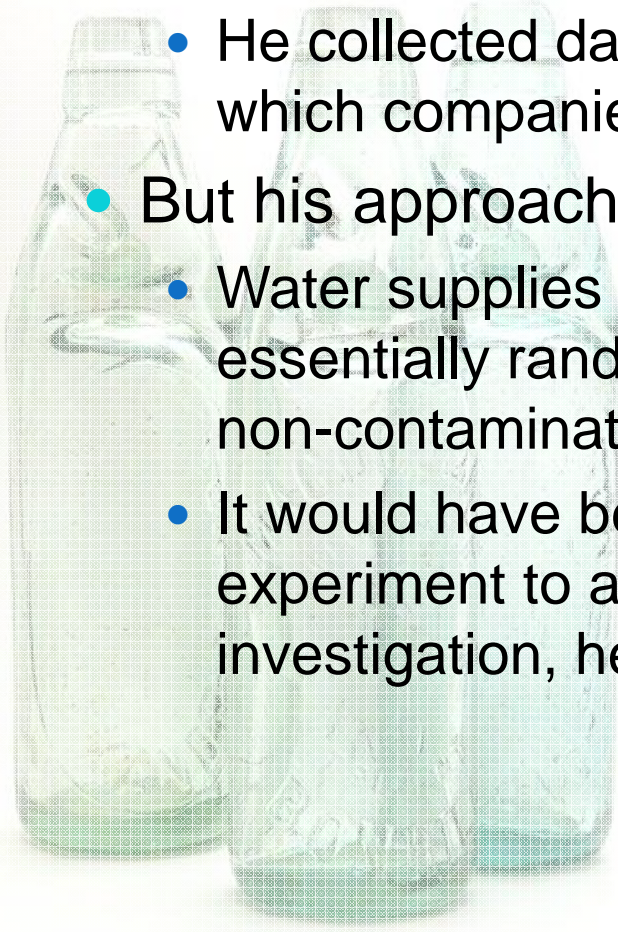 He collected da
which companie
But his approach
Water supplies
essentially rand
non-contaminat
It would have be
experiment to a
investigation, he